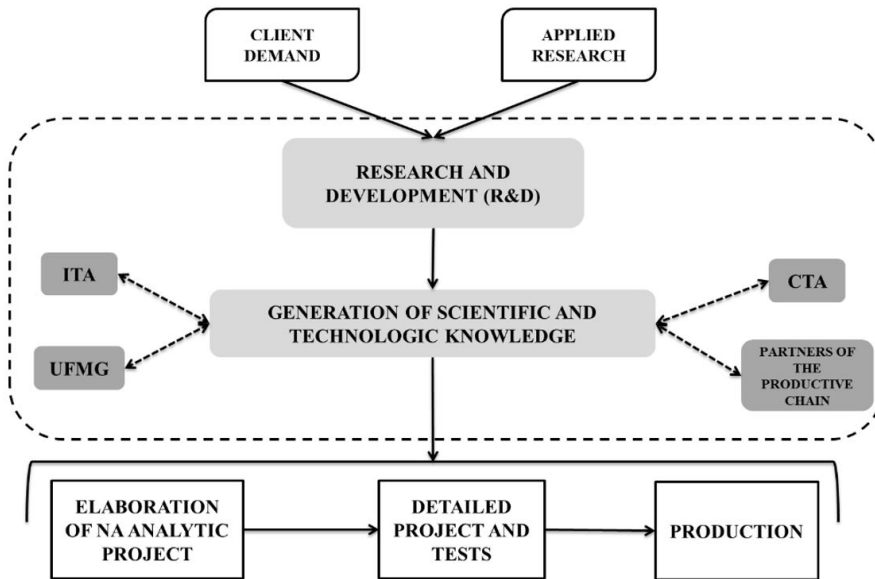 CLIENT
DEMAND
APPLIED
RESEARCH
RESEARCH AND
DEVELOPMENT (R&D)
ITA
CTA
GENERATION OF SCIENTIFIC AND
TECHNOLOGIC KNOWLEDGE
UFMG
PARTNERS OF
THE
PRODUCTIVE
CHAIN
ELABORATION
OF NA ANALYTIC
PROJECT
DETAILED
PROJECT AND
TESTS
PRODUCTION